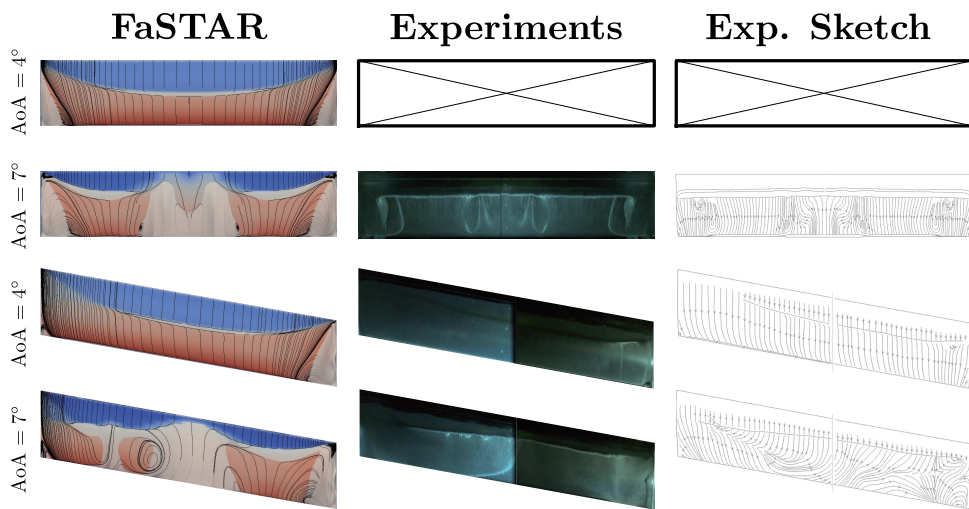 FaSTAR Experiments Exp. Sketch
AoA = 4°
AoA = 7°
AoA = 4°
AoA = 7°